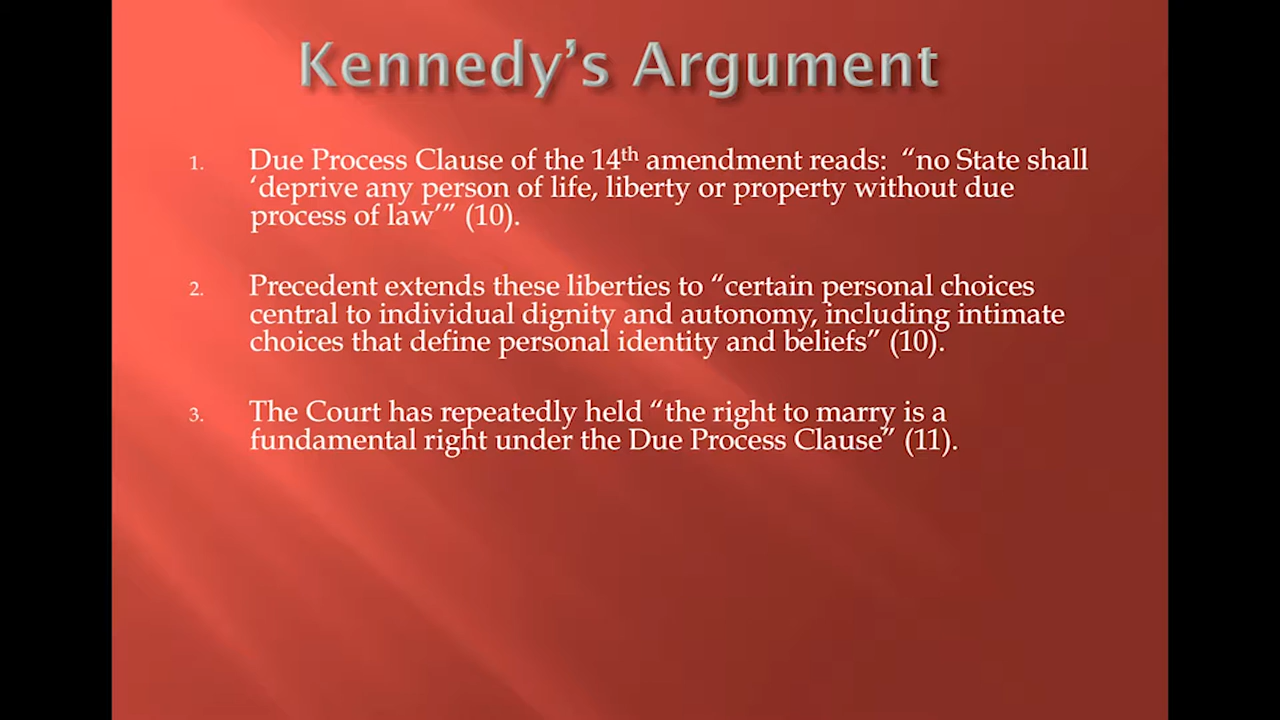 Kennedy’s Argument
1. Due Process Clause of the 14th amendment reads: “no State shall
‘deprive any person of life, liberty or property without due
process of law’” (10).
2. Precedent extends these liberties to “certain personal choices
central to individual dignity and autonomy, including intimate
choices that define personal identity and beliefs” (10).
3. The Court has repeatedly held “the right to marry is a
fundamental right under the Due Process Clause” (11).